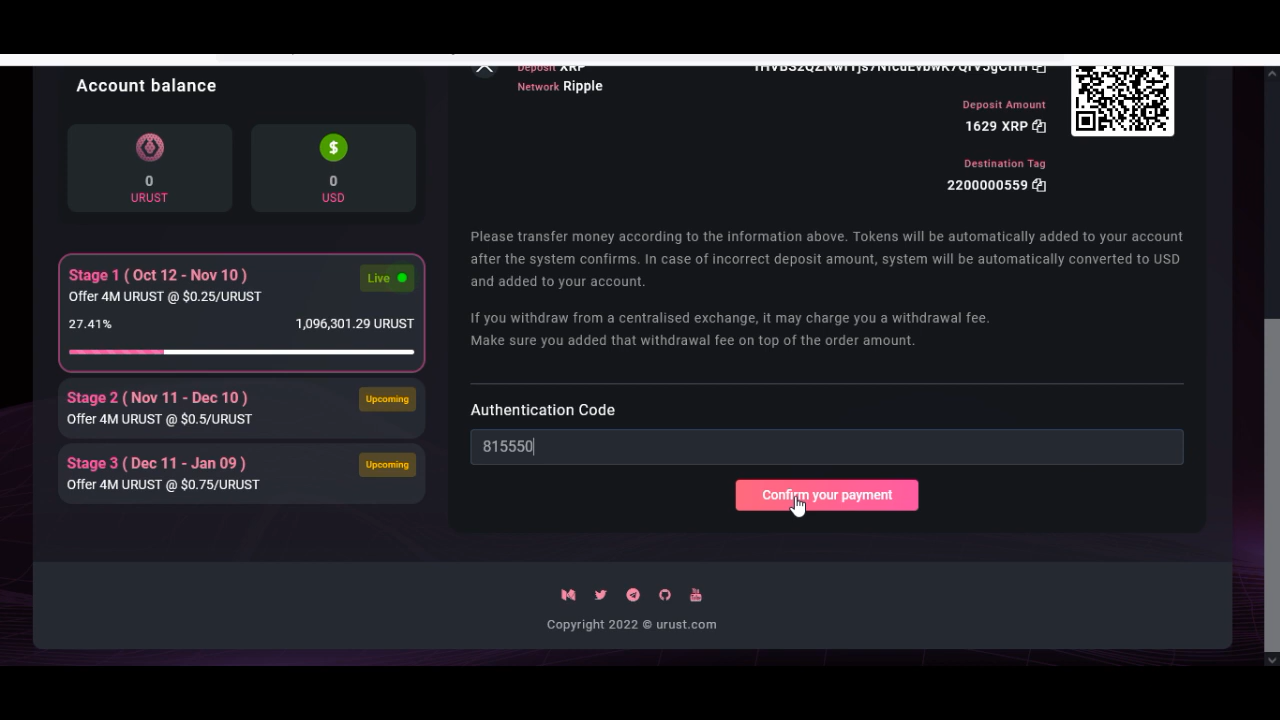 Account balance
0
URUST
0
USD
Stage 1 ( Oct 12 - Nov 10 )
Live
Offer 4M URUST @ $0.25/URUST
27.41%
1,096,301.29 URUST
Stage 2 ( Nov 11 - Dec 10 )
Upcoming
Offer 4M URUST @ $0.5/URUST
Stage 3 ( Dec 11 - Jan 09 )
Upcoming
Offer 4M URUST @ $0.75/URUST
Deposit XRP
Network Ripple
Deposit Amount
1629 XRP
Destination Tag
2200000559
Please transfer money according to the information above. Tokens will be automatically added to your account
after the system confirms. In case of incorrect deposit amount, system will be automatically converted to USD
and added to your account.
If you withdraw from a centralised exchange, it may charge you a withdrawal fee.
Make sure you added that withdrawal fee on top of the order amount.
Authentication Code
815550
Confirm your payment
Copyright 2022 © urust.com